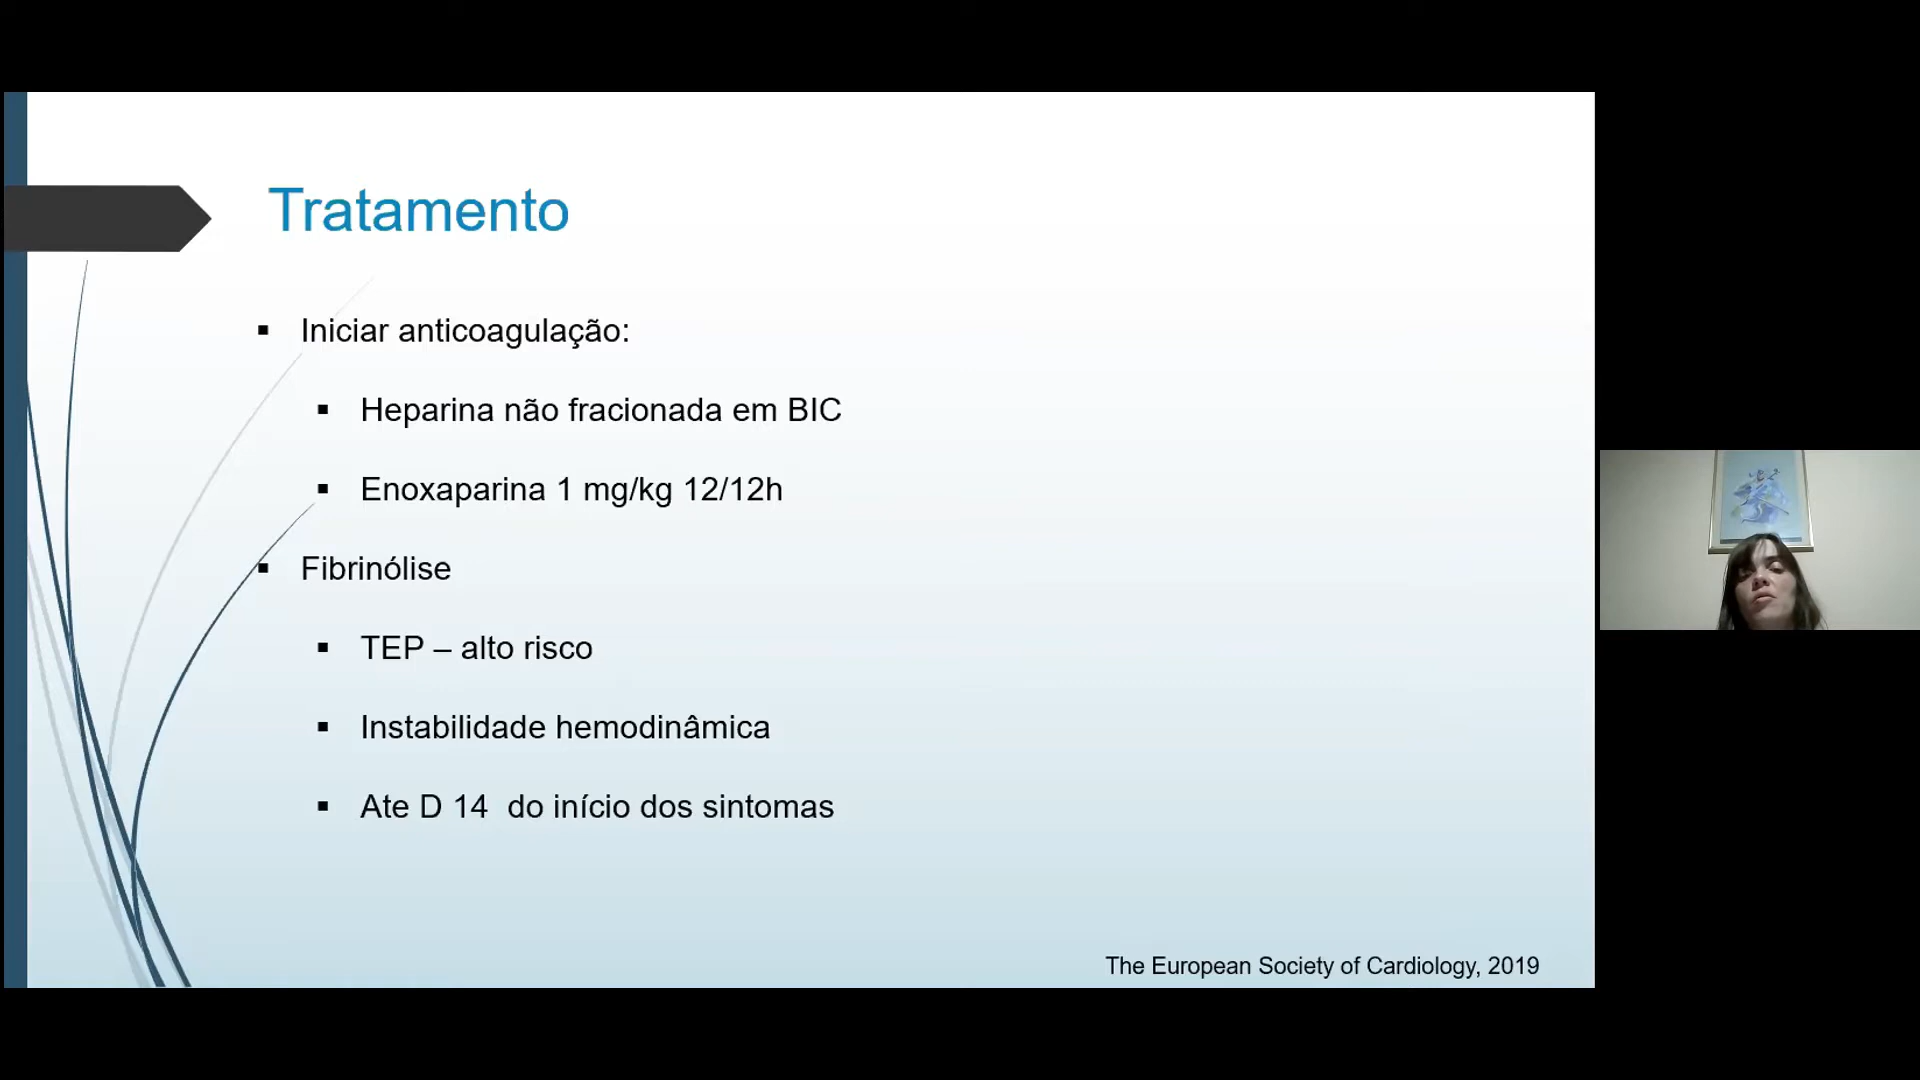 Tratamento
Iniciar anticoagulação:
Heparina não fracionada em BIC
Enoxaparina 1 mg/kg 12/12h
Fibrinólise
TEP – alto risco
Instabilidade hemodinâmica
Ate D 14 do início dos sintomas
The European Society of Cardiology, 2019